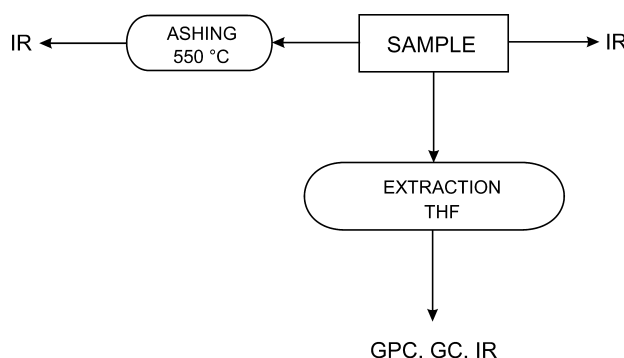 IR
ASHING
550 °C
SAMPLE
IR
EXTRACTION
THF
GPC, GC, IR